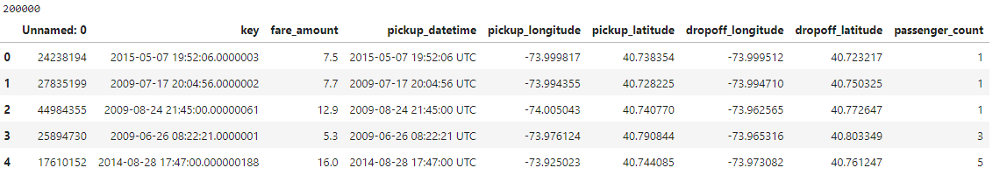 200000
Unnamed: 0 key fare_amount pickup_datetime pickup_longitude pickup_latitude dropoff_longitude dropoff_latitude passenger_count
0 24238194 2015-05-07 19:52:06.0000003 7.5 2015-05-07 19:52:06 UTC -73.999817 40.738354 -73.999512 40.723217 1
1 27835199 2009-07-17 20:04:56.0000002 7.7 2009-07-17 20:04:56 UTC -73.994355 40.728225 -73.994710 40.750325 1
2 44984355 2009-08-24 21:45:00.00000061 12.9 2009-08-24 21:45:00 UTC -74.005043 40.740770 -73.962565 40.772647 1
3 25894730 2009-06-26 08:22:21.0000001 5.3 2009-06-26 08:22:21 UTC -73.976124 40.790844 -73.965316 40.803349 3
4 17610152 2014-08-28 17:47:00.000000188 16.0 2014-08-28 17:47:00 UTC -73.925023 40.744085 -73.973082 40.761247 5